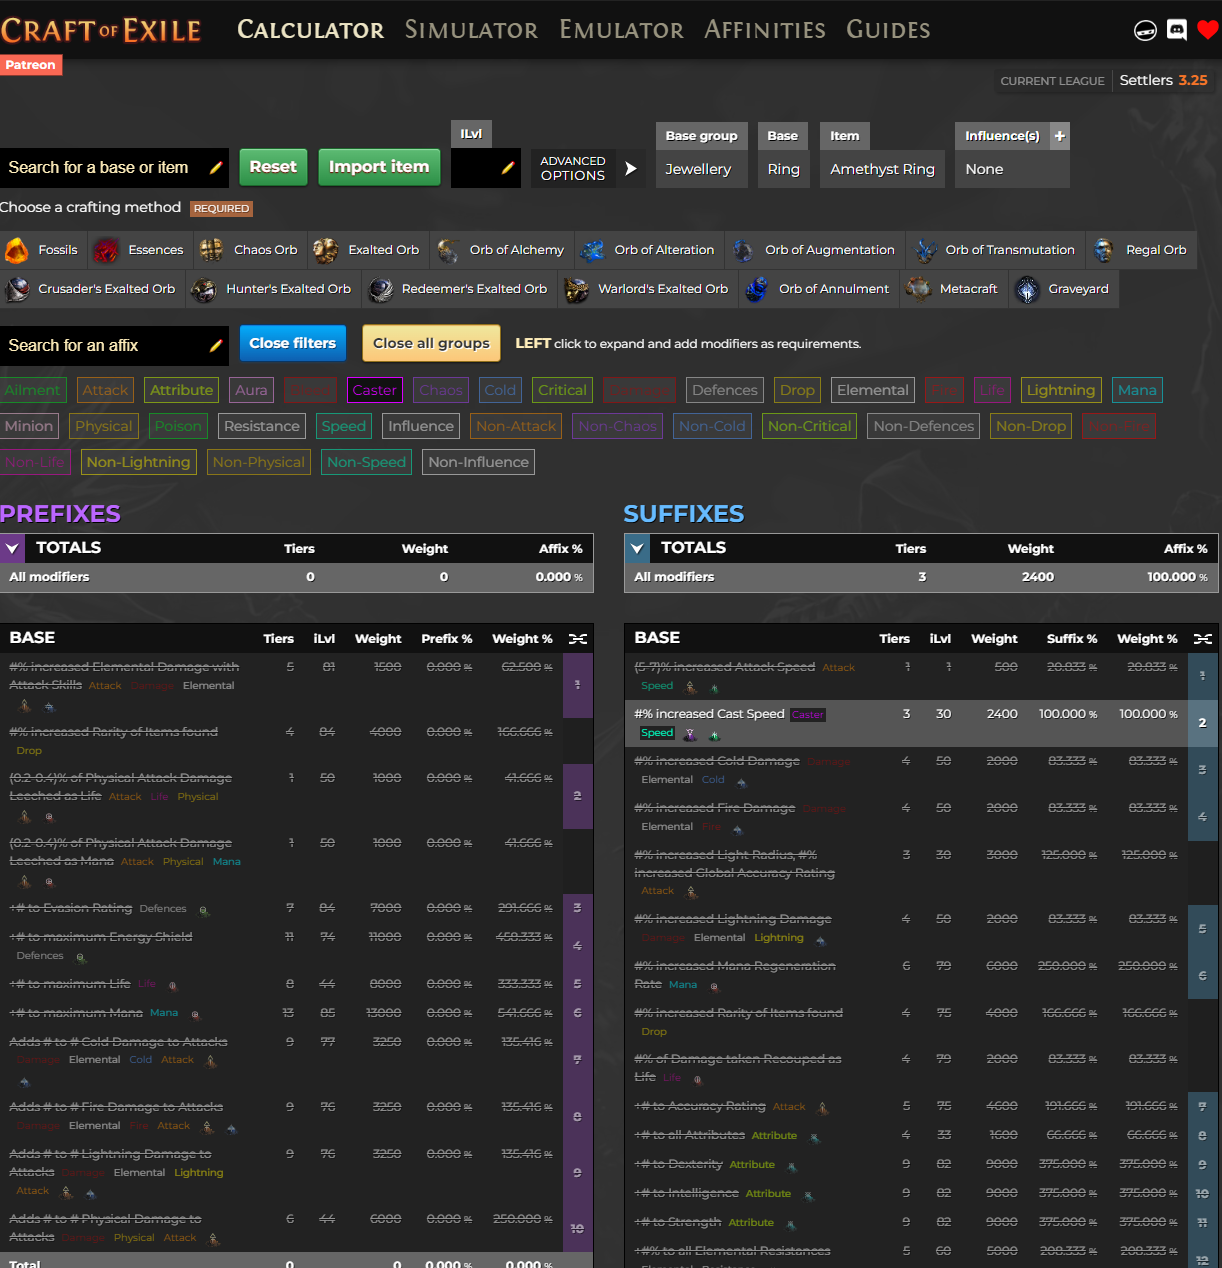 CRAFT OF EXILE CALCULATOR SIMULATOR EMULATOR AFFINITIES GUIDES
Patreon
CURRENT LEAGUE Settlers 3.25
Search for a base or item Reset Import item iLvl ADVANCED OPTIONS Base group Jewellery Base Ring Item Amethyst Ring Influence(s) + None
Choose a crafting method REQUIRED
Fossils Essences Chaos Orb Exalted Orb Orb of Alchemy Orb of Alteration Orb of Augmentation Orb of Transmutation Regal Orb
Crusader's Exalted Orb Hunter's Exalted Orb Redeemer's Exalted Orb Warlord's Exalted Orb Orb of Annulment Metacraft Graveyard
Search for an affix Close filters Close all groups LEFT click to expand and add modifiers as requirements.
Ailment Attack Attribute Aura Caster Chaos Cold Critical Damage Defences Drop Elemental Fire Life Lightning Mana
Minion Physical Poison Resistance Speed Influence Non-Attack Non-Chaos Non-Cold Non-Critical Non-Defences Non-Drop Non-Fire
Non-Life Non-Lightning Non-Physical Non-Speed Non-Influence
PREFIXES
TOTALS Tiers Weight Affix %
All modifiers 0 0 0.000 %
BASE Tiers iLvl Weight Prefix % Weight %
#% increased Elemental Damage with 5 81 1500 0.000 % 62.500 % 1
Attack Skills Attack Damage Elemental
#% increased Rarity of Items found 4 84 4000 0.000 % 166.666 %
Drop
(0.2-0.4)% of Physical Attack Damage 1 50 1000 0.000 % 41.666 % 2
Leeched as Life Attack Life Physical
(0.2-0.4)% of Physical Attack Damage 1 50 1000 0.000 % 41.666 %
Leeched as Mana Attack Physical Mana
+# to Evasion Rating Defences 7 84 7000 0.000 % 291.666 % 3
+# to maximum Energy Shield 11 74 11000 0.000 % 458.333 % 4
Defences
+# to maximum Life Life 8 44 8000 0.000 % 333.333 % 5
+# to maximum Mana Mana 13 85 13000 0.000 % 541.666 % 6
Adds # to # Cold Damage to Attacks 9 77 3250 0.000 % 135.416 % 7
Damage Elemental Cold Attack
Adds # to # Fire Damage to Attacks 9 76 3250 0.000 % 135.416 % 8
Damage Elemental Fire Attack
Adds # to # Lightning Damage to 9 76 3250 0.000 % 135.416 % 9
Attacks Damage Elemental Lightning
Attack
Adds # to # Physical Damage to 6 44 6000 0.000 % 250.000 % 10
Attacks Damage Physical Attack
Total 0 0 0.000 % 0.000 %
SUFFIXES
TOTALS Tiers Weight Affix %
All modifiers 3 2400 100.000 %
BASE Tiers iLvl Weight Suffix % Weight %
(5-7)% increased Attack Speed Attack 1 1 500 20.833 % 20.833 % 1
Speed
#% increased Cast Speed Caster 3 30 2400 100.000 % 100.000 % 2
Speed
#% increased Cold Damage Damage 4 50 2000 83.333 % 83.333 % 3
Elemental Cold
#% increased Fire Damage Damage 4 50 2000 83.333 % 83.333 % 4
Elemental Fire
#% increased Light Radius, #% 3 30 3000 125.000 % 125.000 %
increased Global Accuracy Rating
Attack
#% increased Lightning Damage 4 50 2000 83.333 % 83.333 % 5
Damage Elemental Lightning
#% increased Mana Regeneration 6 79 6000 250.000 % 250.000 % 6
Rate Mana
#% increased Rarity of Items found 4 75 4000 166.666 % 166.666 %
Drop
#% of Damage taken Recouped as 4 79 2000 83.333 % 83.333 %
Life Life
+# to Accuracy Rating Attack 5 75 4600 191.666 % 191.666 % 7
+# to all Attributes Attribute 4 33 1600 66.666 % 66.666 % 8
+# to Dexterity Attribute 9 82 9000 375.000 % 375.000 % 9
+# to Intelligence Attribute 9 82 9000 375.000 % 375.000 % 10
+# to Strength Attribute 9 82 9000 375.000 % 375.000 % 11
+#% to all Elemental Resistances 5 60 5000 208.333 % 208.333 % 12
Elemental Resistance